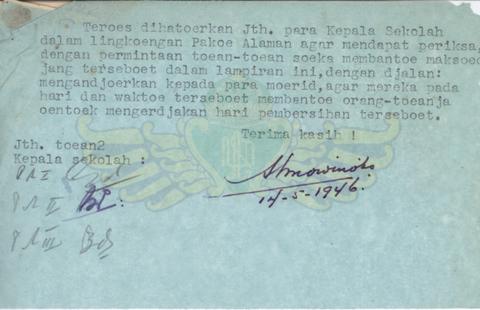 Teroes dihatoerkan Jth. para Kepala Sekolah
dalam lingkoengan Pakoe Alaman agar mendapat periksa,
dengan permintaan toean-toean soeka membantoe maksoed
jang terseboet dalam lampiran ini,dengan djalan:
mengandjoerkan kepada para moerid,agar mereka pada
hari dan waktoe terseboet membantoe orang-toeanja
oentoek mengerdjakan hari pembersihan terseboet.
Terima kasih !
Jth. toean2
Kepala sekolah :
P.A I
P.A II
P.A III
14-5-1946.